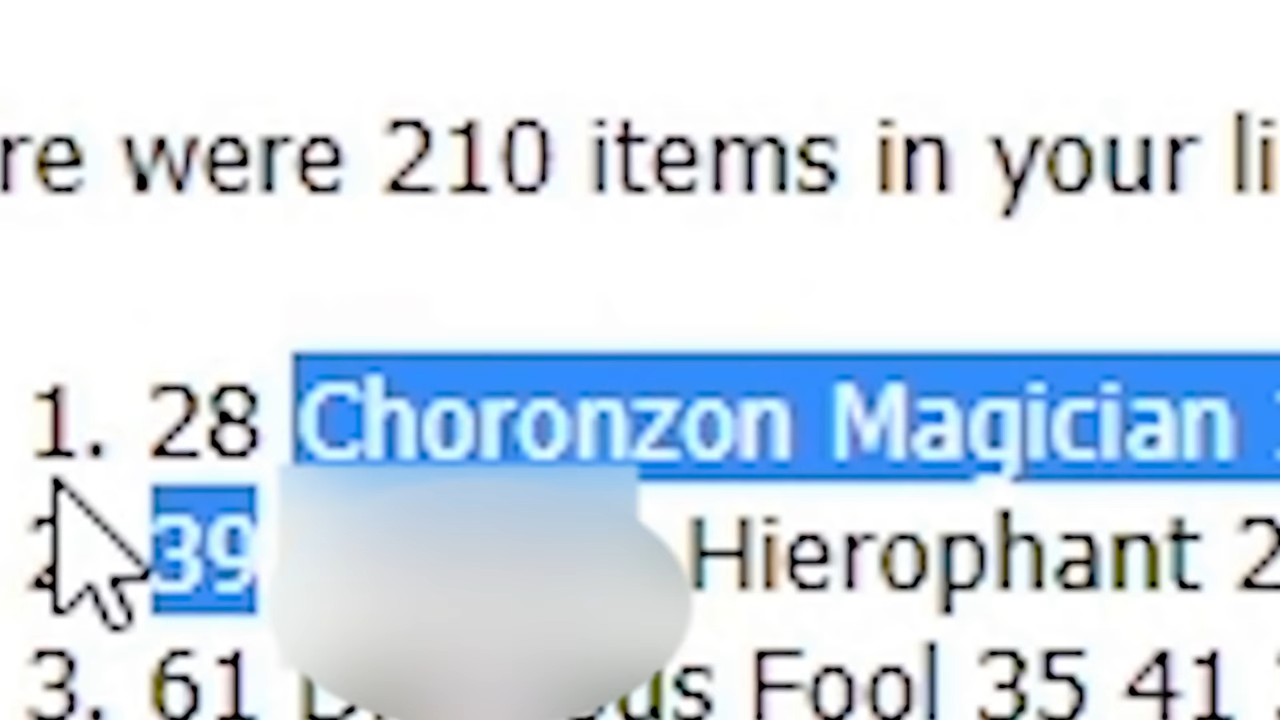 re were 210 items in your li
1. 28 Choronzon Magician
2. 39 Hierophant 2
3. 61 Fool 35 41